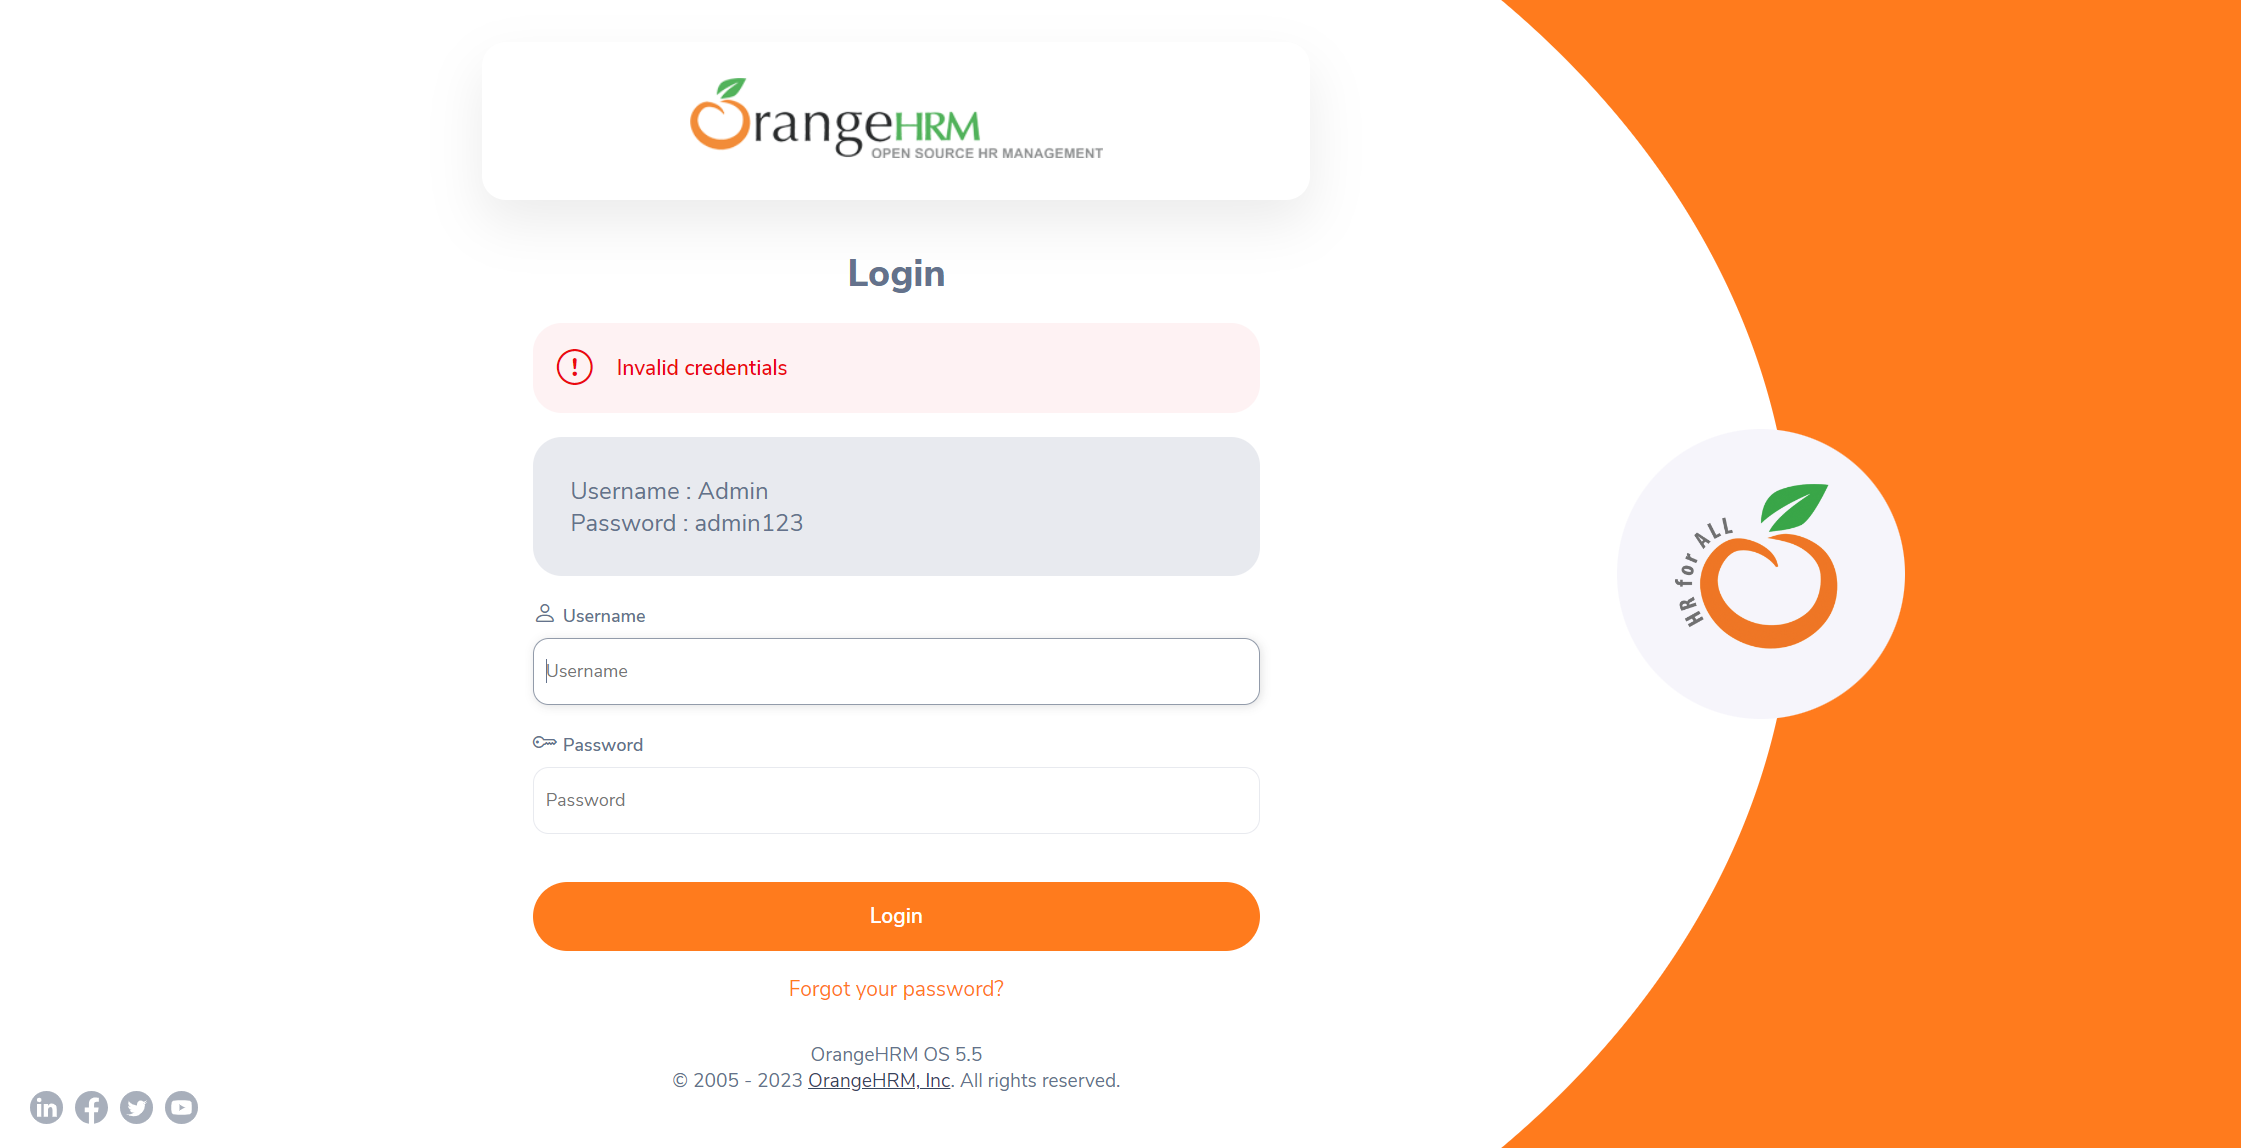 OrangeHRM
OPEN SOURCE HR MANAGEMENT
Login
Invalid credentials
Username : Admin
Password : admin123
Username
Username
Password
Password
Login
Forgot your password?
OrangeHRM OS 5.5
© 2005 - 2023 OrangeHRM, Inc. All rights reserved.
HR for ALL
in